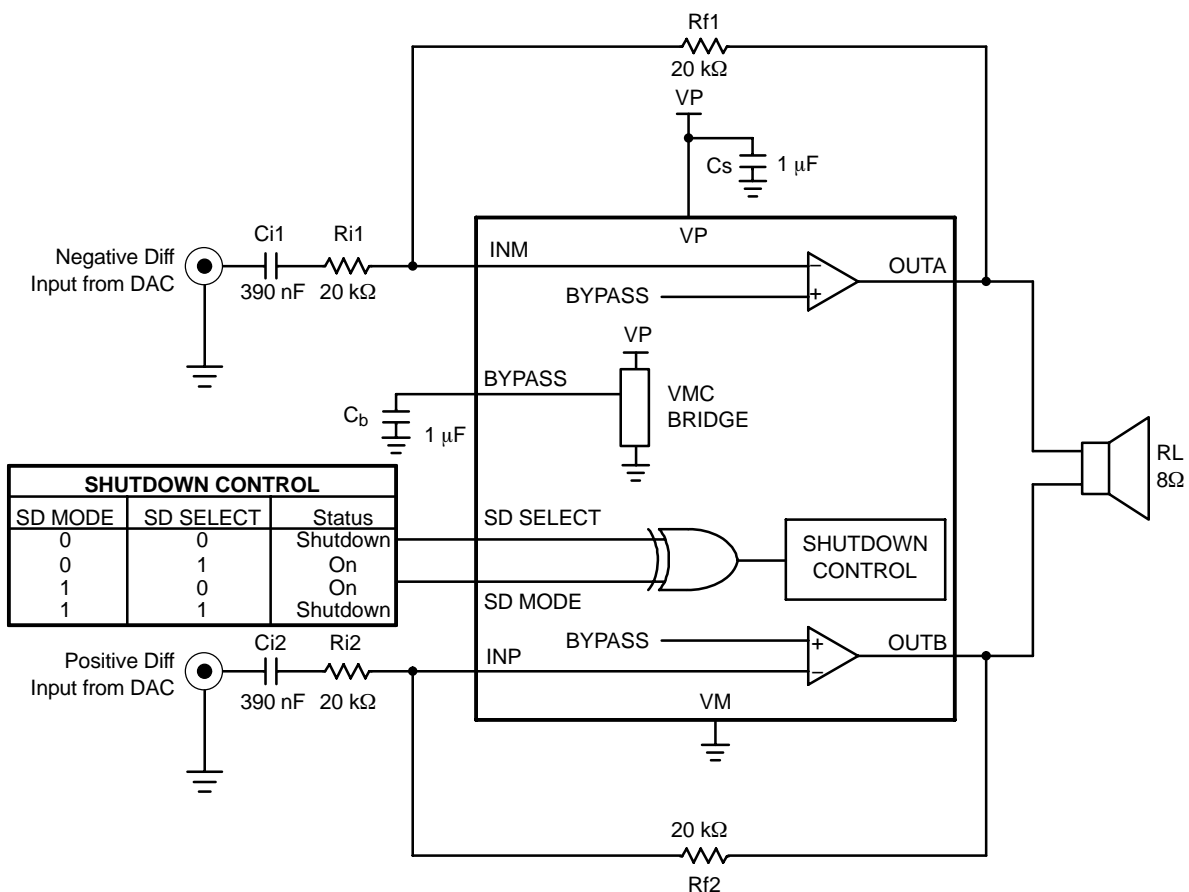 Rf1
20 kΩ
VP
Cs
1 μF
VP
Negative Diff
Input from DAC
Ci1
390 nF
Ri1
20 kΩ
INM
BYPASS
OUTA
VP
BYPASS
VMC
BRIDGE
Cb
1 μF
RL
8Ω
SHUTDOWN CONTROL
SD MODE SD SELECT Status
0 0 Shutdown
0 1 On
1 0 On
1 1 Shutdown
SD SELECT
SD MODE
SHUTDOWN
CONTROL
Positive Diff
Input from DAC
Ci2
390 nF
Ri2
20 kΩ
INP
BYPASS
OUTB
VM
20 kΩ
Rf2